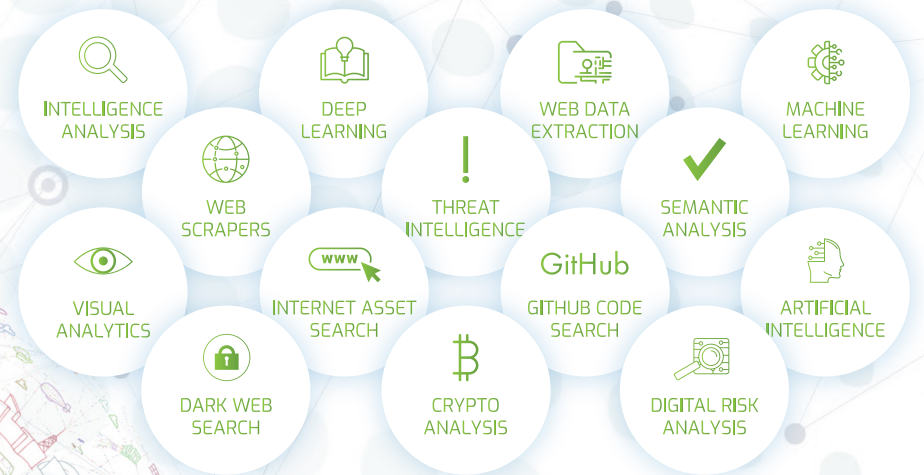 INTELLIGENCE
ANALYSIS
DEEP
LEARNING
WEB DATA
EXTRACTION
MACHINE
LEARNING
WEB
SCRAPERS
THREAT
INTELLIGENCE
SEMANTIC
ANALYSIS
VISUAL
ANALYTICS
WWW
INTERNET ASSET
SEARCH
GitHub
GITHUB CODE
SEARCH
ARTIFICIAL
INTELLIGENCE
DARK WEB
SEARCH
CRYPTO
ANALYSIS
DIGITAL RISK
ANALYSIS